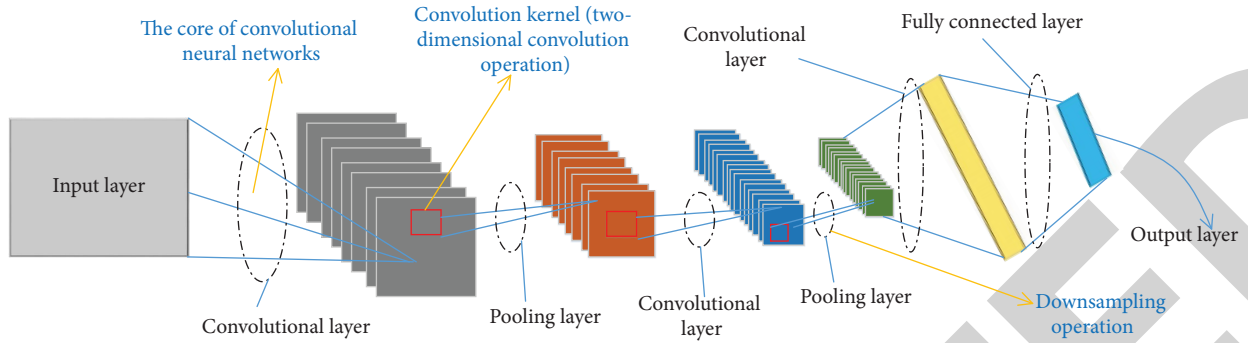 The core of convolutional
neural networks
Convolution kernel (two-
dimensional convolution
operation)
Convolutional
layer
Fully connected layer
Input layer
Output layer
Convolutional layer
Pooling layer
Convolutional
layer
Pooling layer
Downsampling
operation